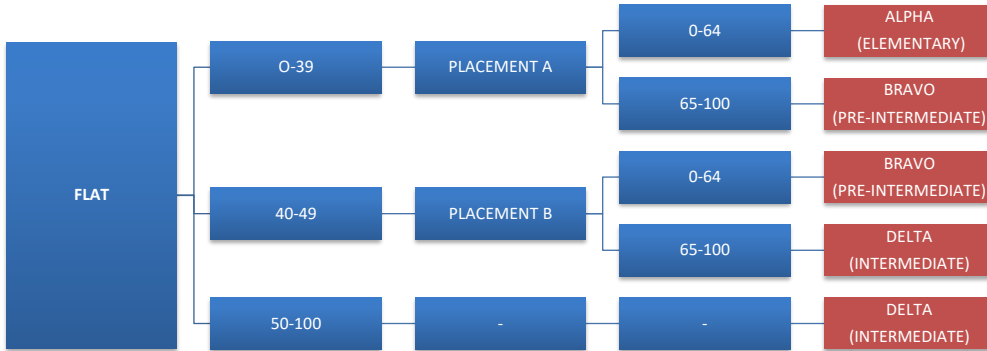 FLAT
O-39
PLACEMENT A
0-64
ALPHA
(ELEMENTARY)
65-100
BRAVO
(PRE-INTERMEDIATE)
40-49
PLACEMENT B
0-64
BRAVO
(PRE-INTERMEDIATE)
65-100
DELTA
(INTERMEDIATE)
50-100
-
-
DELTA
(INTERMEDIATE)